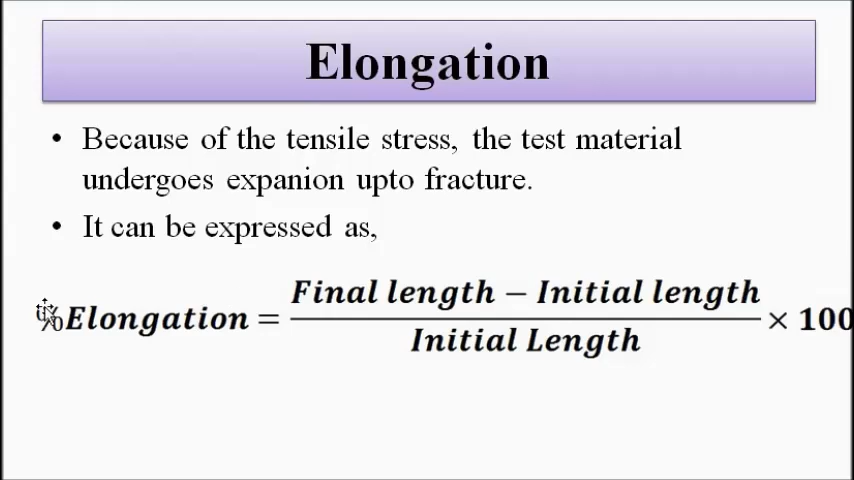 Elongation
• Because of the tensile stress, the test material
undergoes expanion upto fracture.
• It can be expressed as,
%Elongation = (Final length − Initial length) / (Initial Length) × 100